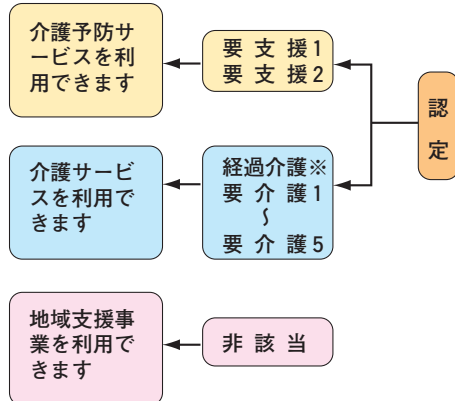 介護予防サ
ービスを利
用できます
要支援1
要支援2
認
定
介護サービ
スを利用で
きます
経過介護※
要介護1
〜
要介護5
地域支援事
業を利用で
きます
非該当